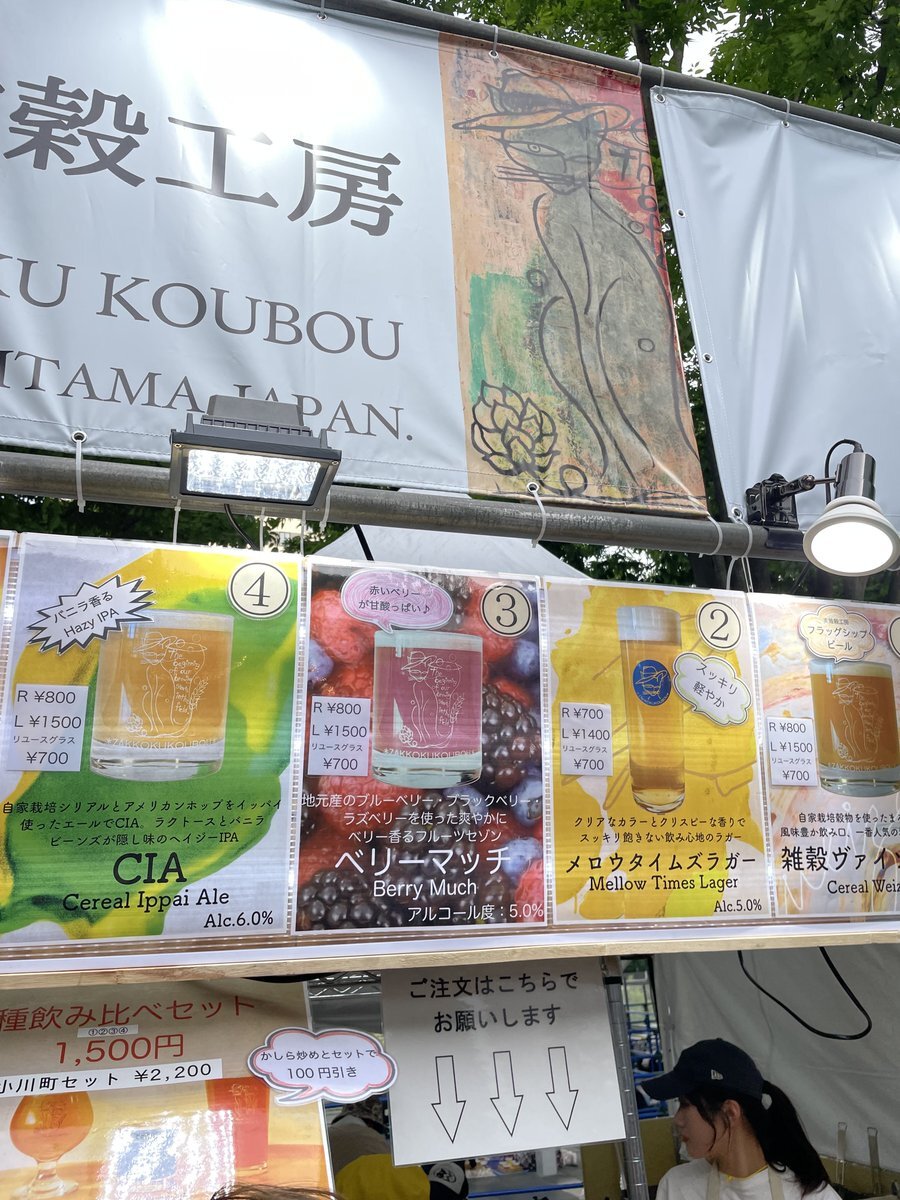 雑穀工房
KU KOUBOU
ITAMA JAPAN.
The
④
バニラ香る
Hazy IPA
R ¥800
L ¥1500
リユースグラス
¥700
ZAKKOKUKOUBOU
自家栽培シリアルとアメリカンホップをイッパイ
使ったエールでCIA、ラクトースとバニラ
ビーンズが隠し味のヘイジーIPA
CIA
Cereal Ippai Ale
Alc.6.0%
③
赤いベリー
が甘酸っぱい♪
R ¥800
L ¥1500
リユースグラス
¥700
ZAKKOKUKOUBOU
地元産のブルーベリー・ブラックベリー・
ラズベリーを使った爽やかに
ベリー香るフルーツセゾン
ベリーマッチ
Berry Much
アルコール度：5.0%
②
スッキリ
軽やか
R ¥700
L ¥1400
リユースグラス
¥700
クリアなカラーとクリスピーな香りで
スッキリ飽きない飲み心地のラガー
メロウタイムズラガー
Mellow Times Lager
Alc.5.0%
フラッグシップ
ビール
R ¥800
L ¥1500
リユースグラス
¥700
自家栽培穀物を使ったま
風味豊か飲み口、一番人気の
雑穀ヴァイツ
Cereal Weiz
種飲み比べセット
①②③④
1,500円
小川町セット ¥2,200
かしら炒めとセットで
100円引き
ご注文はこちらで
お願いします